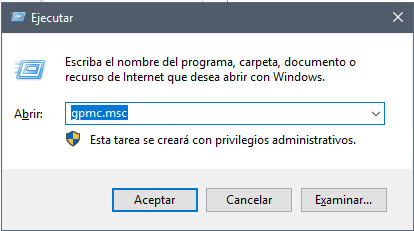 Ejecutar
Escriba el nombre del programa, carpeta, documento o
recurso de Internet que desea abrir con Windows.
Abrir:
gpmc.msc
Esta tarea se creará con privilegios administrativos.
Aceptar
Cancelar
Examinar...